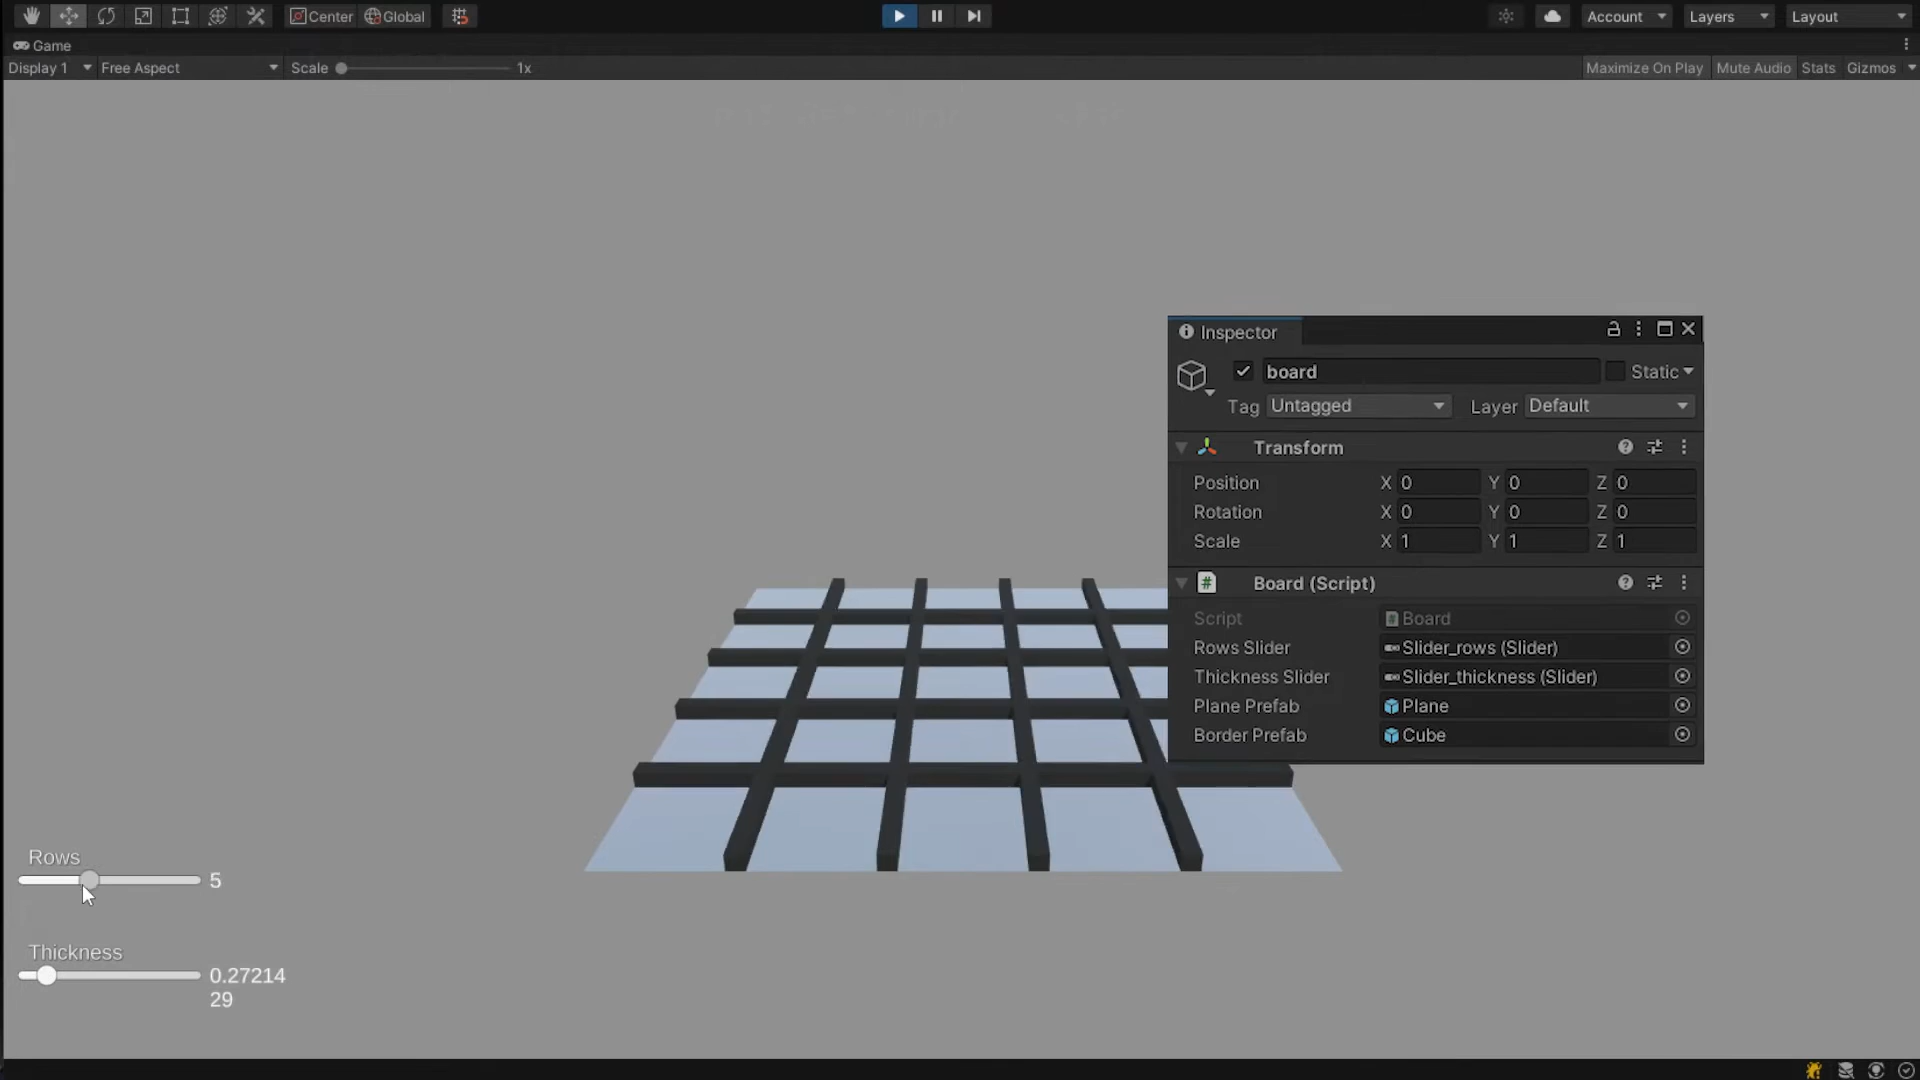 Center
Global
Account
Layers
Layout
Game
Display 1
Free Aspect
Scale
1x
Maximize On Play
Mute Audio
Stats
Gizmos
Inspector
board
Static
Tag
Untagged
Layer
Default
Transform
Position
X 0
Y 0
Z 0
Rotation
X 0
Y 0
Z 0
Scale
X 1
Y 1
Z 1
# Board (Script)
Script
Board
Rows Slider
Slider_rows (Slider)
Thickness Slider
Slider_thickness (Slider)
Plane Prefab
Plane
Border Prefab
Cube
Rows
5
Thickness
0.27214
29